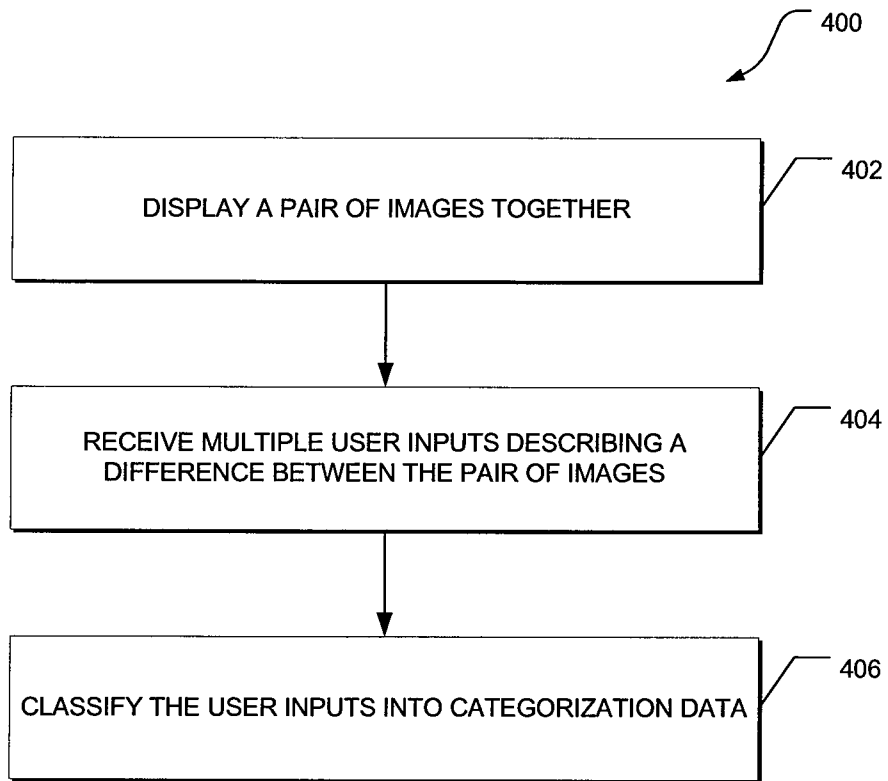 400
402
DISPLAY A PAIR OF IMAGES TOGETHER
404
RECEIVE MULTIPLE USER INPUTS DESCRIBING A
DIFFERENCE BETWEEN THE PAIR OF IMAGES
406
CLASSIFY THE USER INPUTS INTO CATEGORIZATION DATA